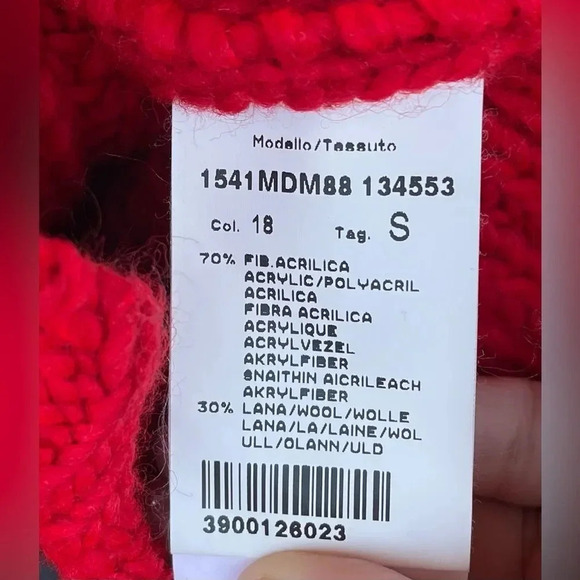 Modello/Tessuto
1541MDM88 134553
Col. 18 Tag. S
70% FIB.ACRILICA
ACRYLIC/POLYACRIL
ACRILICA
FIBRA ACRILICA
ACRYLIQUE
ACRYLVEZEL
AKRYLFIBER
SNAITHIN AICRILEACH
AKRYLFIBER
30% LANA/WOOL/WOLLE
LANA/LA/LAINE/WOL
ULL/OLANN/ULD
3900126023